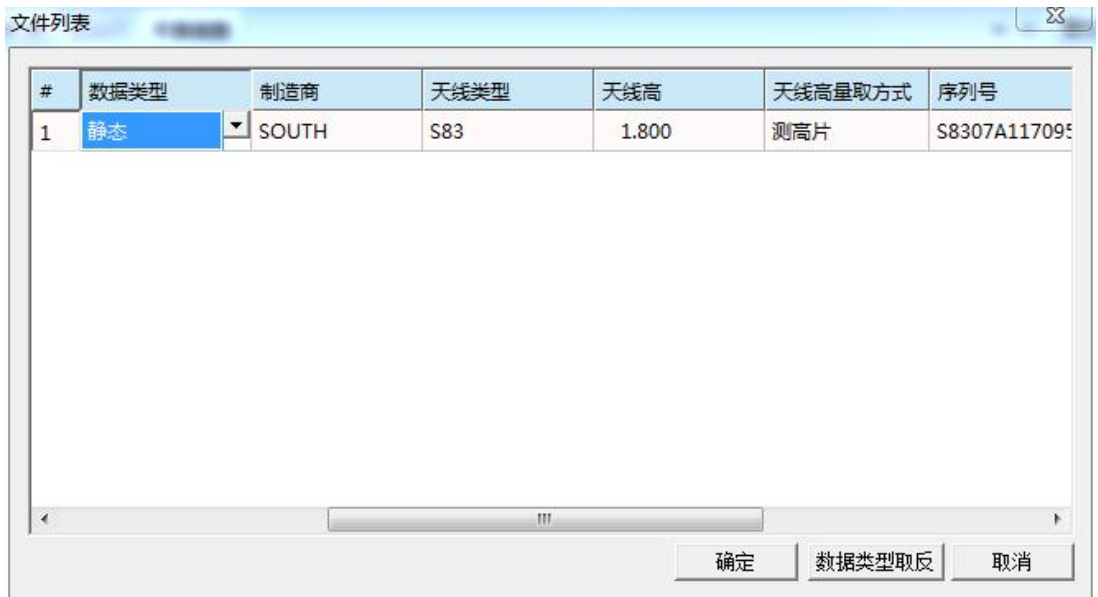 文件列表
# 数据类型 制造商 天线类型 天线高 天线高量取方式 序列号
1 静态 SOUTH S83 1.800 测高片 S8307A117095
确定 数据类型取反 取消